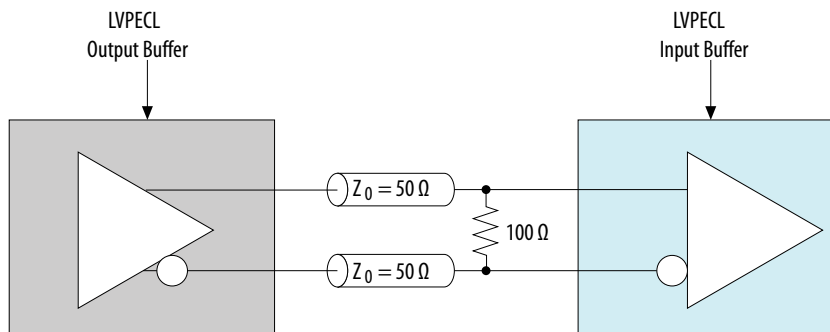 LVPECL
Output Buffer
LVPECL
Input Buffer
Z0 = 50 Ω
100 Ω
Z0 = 50 Ω